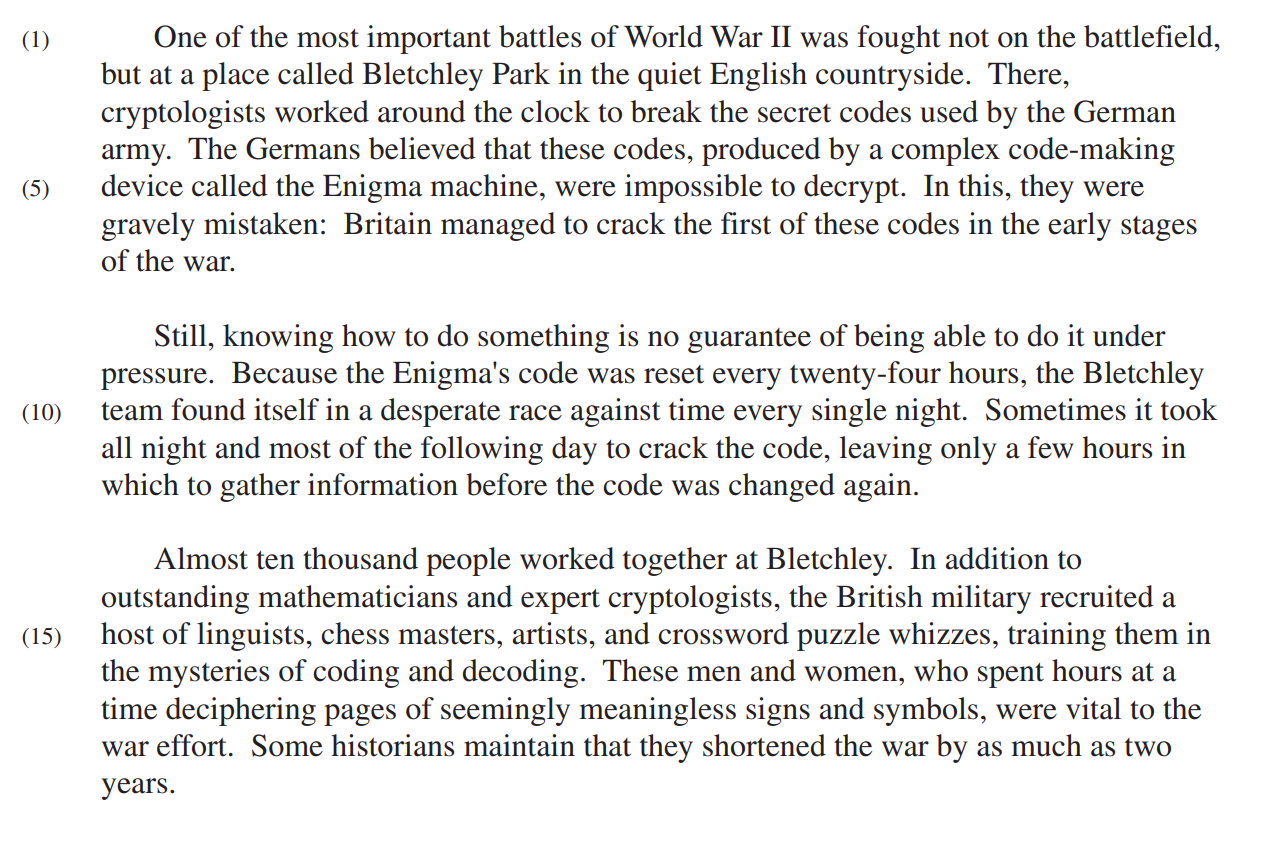 (1) One of the most important battles of World War II was fought not on the battlefield,
but at a place called Bletchley Park in the quiet English countryside. There,
cryptologists worked around the clock to break the secret codes used by the German
army. The Germans believed that these codes, produced by a complex code-making
(5) device called the Enigma machine, were impossible to decrypt. In this, they were
gravely mistaken: Britain managed to crack the first of these codes in the early stages
of the war.
Still, knowing how to do something is no guarantee of being able to do it under
pressure. Because the Enigma's code was reset every twenty-four hours, the Bletchley
(10) team found itself in a desperate race against time every single night. Sometimes it took
all night and most of the following day to crack the code, leaving only a few hours in
which to gather information before the code was changed again.
Almost ten thousand people worked together at Bletchley. In addition to
outstanding mathematicians and expert cryptologists, the British military recruited a
(15) host of linguists, chess masters, artists, and crossword puzzle whizzes, training them in
the mysteries of coding and decoding. These men and women, who spent hours at a
time deciphering pages of seemingly meaningless signs and symbols, were vital to the
war effort. Some historians maintain that they shortened the war by as much as two
years.